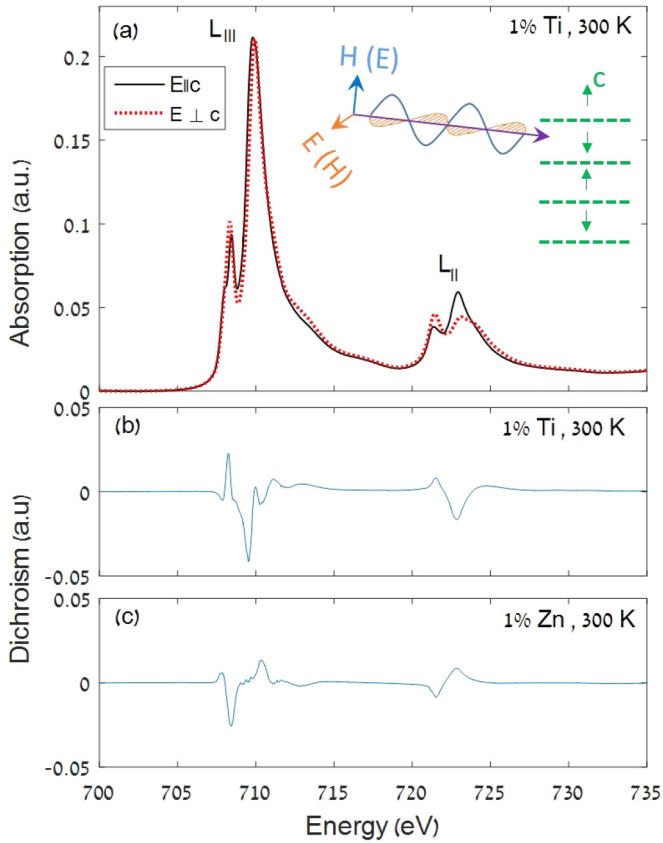 (a)
L_III
1% Ti , 300 K
E∥c
E ⊥ c
H (E)
E (H)
c
L_II
0.2
0.15
0.1
0.05
0
Absorption (a.u.)
(b)
1% Ti , 300 K
0.05
0
-0.05
(c)
1% Zn , 300 K
0.05
0
-0.05
Dichroism (a.u)
700 705 710 715 720 725 730 735
Energy (eV)